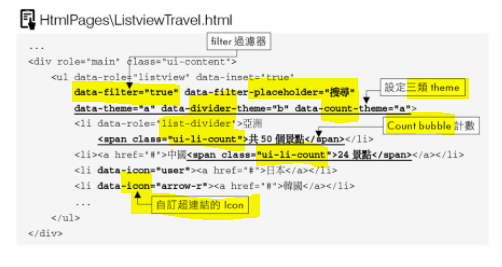 HtmlPages\ListviewTravel.html
...
filter 過濾器
<div role="main" class="ui-content">
<ul data-role="listview" data-inset="true"
data-filter="true" data-filter-placeholder="搜尋"
設定三類 theme
data-theme="a" data-divider-theme="b" data-count-theme="a">
<li data-role="list-divider">亞洲
Count bubble 計數
<span class="ui-li-count">共 50 個景點</span></li>
<li><a href="#">中國<span class="ui-li-count">24 景點</span></a></li>
<li data-icon="user"><a href="#">日本</a></li>
<li data-icon="arrow-r"><a href="#">韓國</a></li>
...
自訂超連結的 Icon
</ul>
</div>